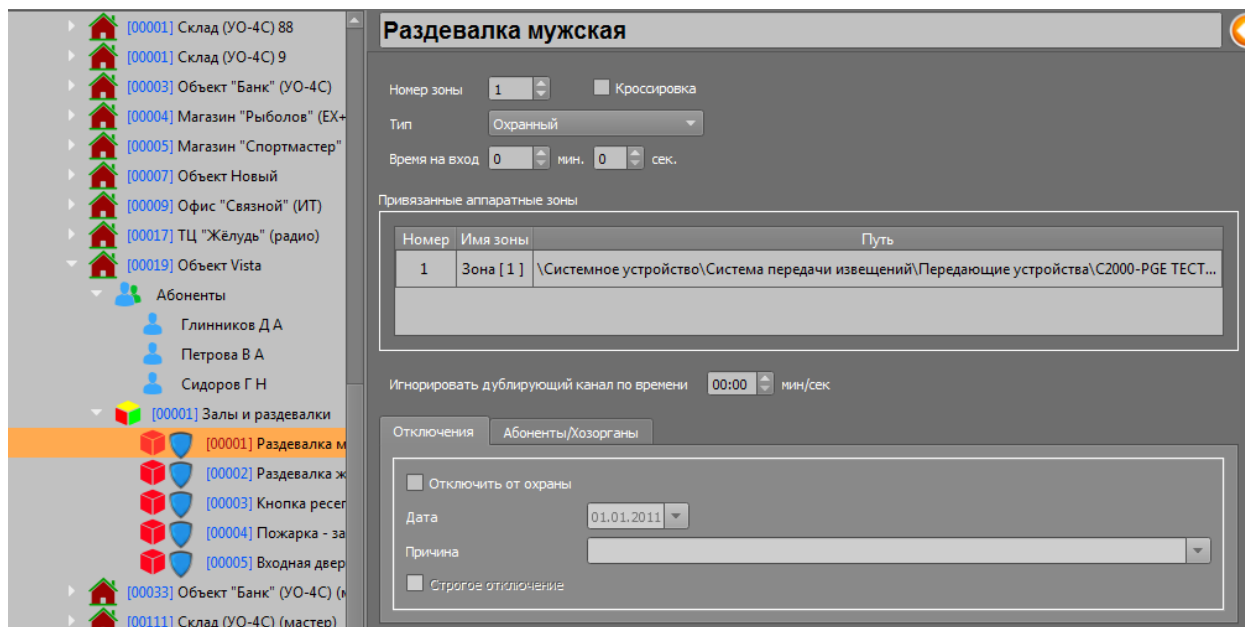 [00001] Склад (УО-4С) 88
[00001] Склад (УО-4С) 9
[00003] Объект "Банк" (УО-4С)
[00004] Магазин "Рыболов" (EX+
[00005] Магазин "Спортмастер"
[00007] Объект Новый
[00009] Офис "Связной" (ИТ)
[00017] ТЦ "Жёлудь" (радио)
[00019] Объект Vista
Абоненты
Глинников Д А
Петрова В А
Сидоров Г Н
[00001] Залы и раздевалки
[00001] Раздевалка м
[00002] Раздевалка ж
[00003] Кнопка ресеп
[00004] Пожарка - за
[00005] Входная двер
[00033] Объект "Банк" (УО-4С) (м
[00111] Склад (УО-4С) (мастер)
Раздевалка мужская
Номер зоны 1 Кроссировка
Тип Охранный
Время на вход 0 мин. 0 сек.
Привязанные аппаратные зоны
Номер Имя зоны Путь
1 Зона [ 1 ] \Системное устройство\Система передачи извещений\Передающие устройства\С2000-PGE ТЕСТ...
Игнорировать дублирующий канал по времени 00:00 мин/сек
Отключения Абоненты/Хозорганы
Отключить от охраны
Дата 01.01.2011
Причина
Строгое отключение